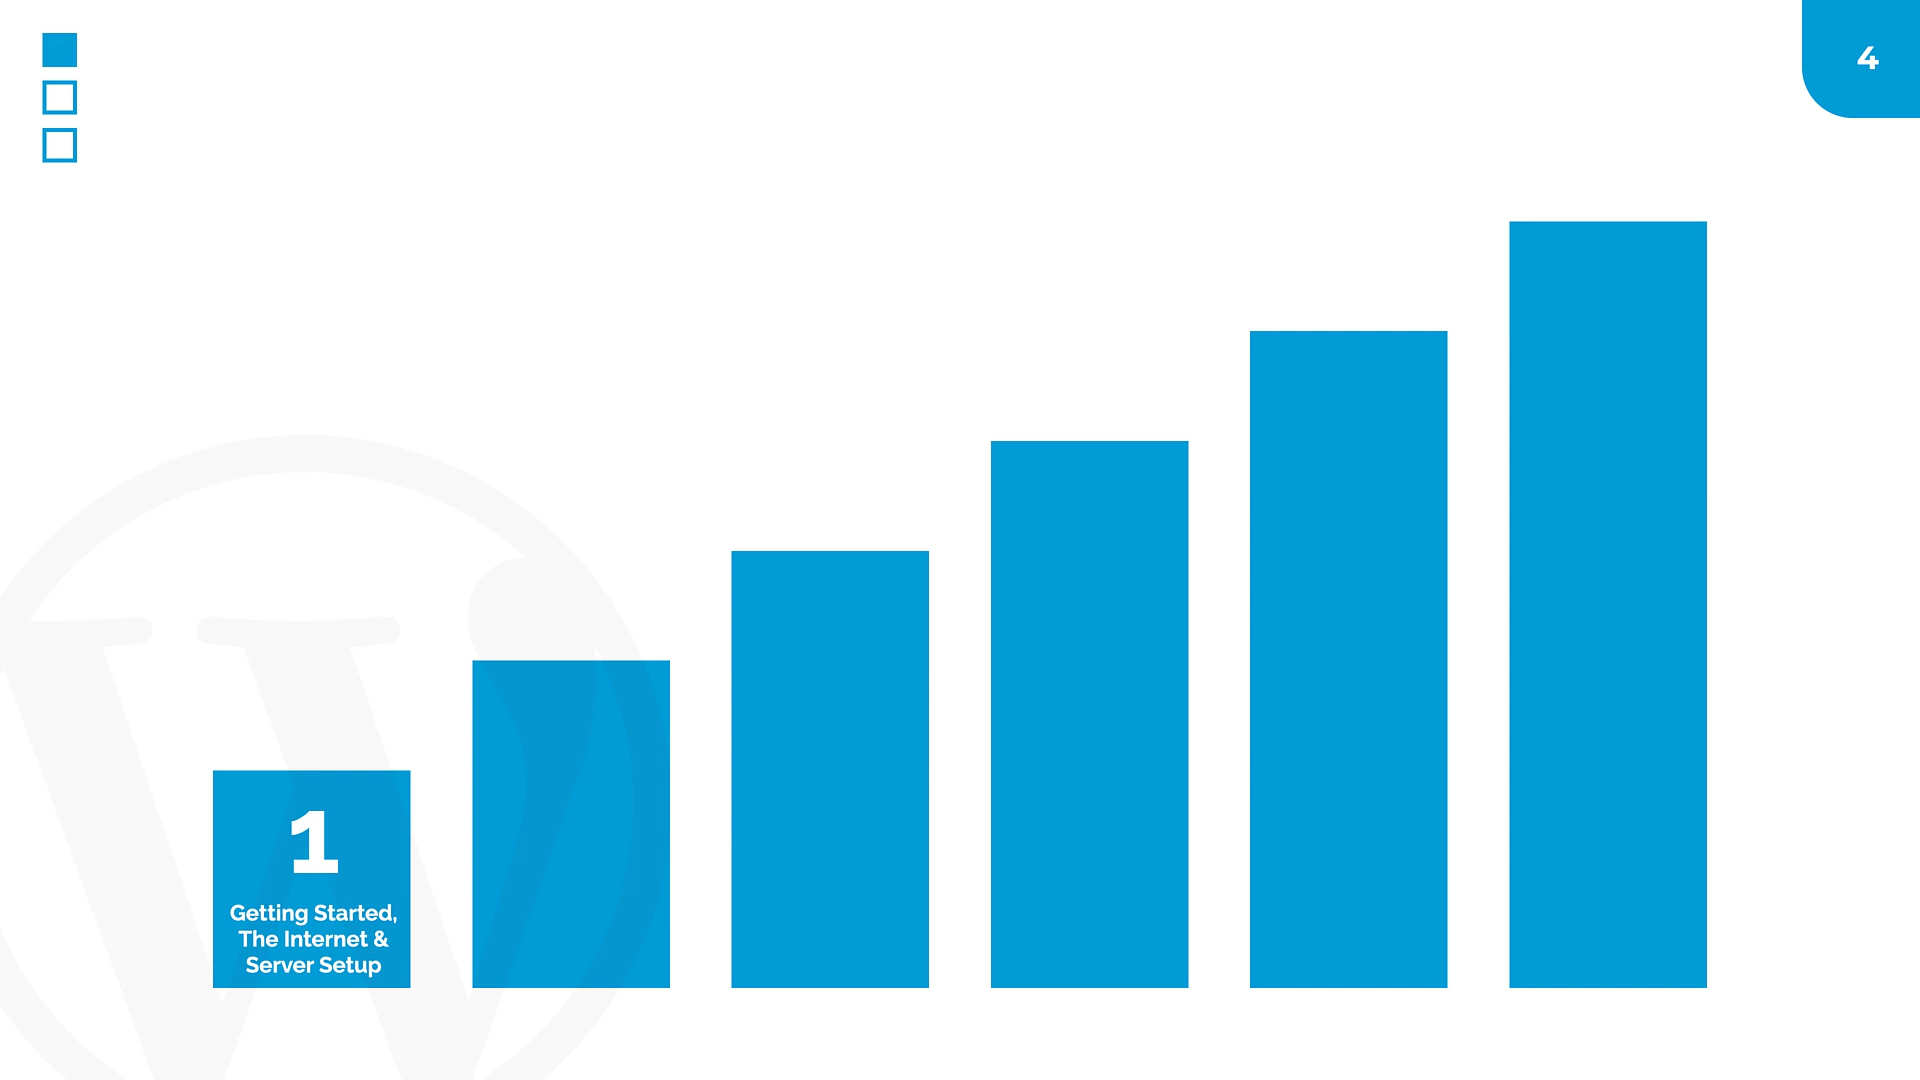 4
1
Getting Started,
The Internet &
Server Setup